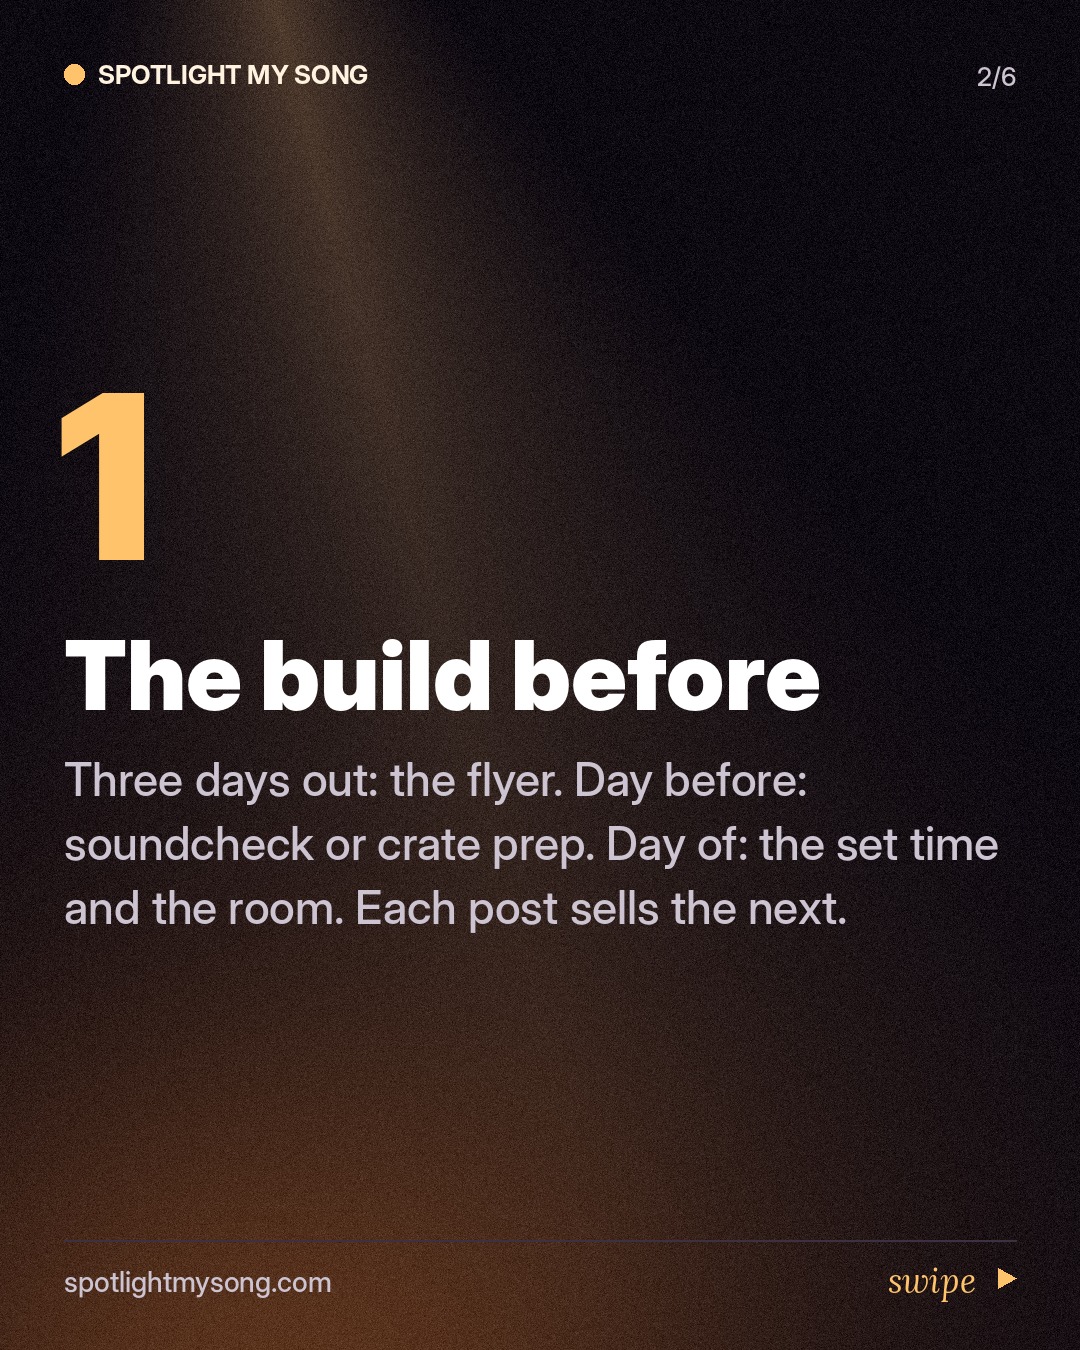 SPOTLIGHT MY SONG
2/6
1
The build before
Three days out: the flyer. Day before:
soundcheck or crate prep. Day of: the set time
and the room. Each post sells the next.
spotlightmysong.com
swipe